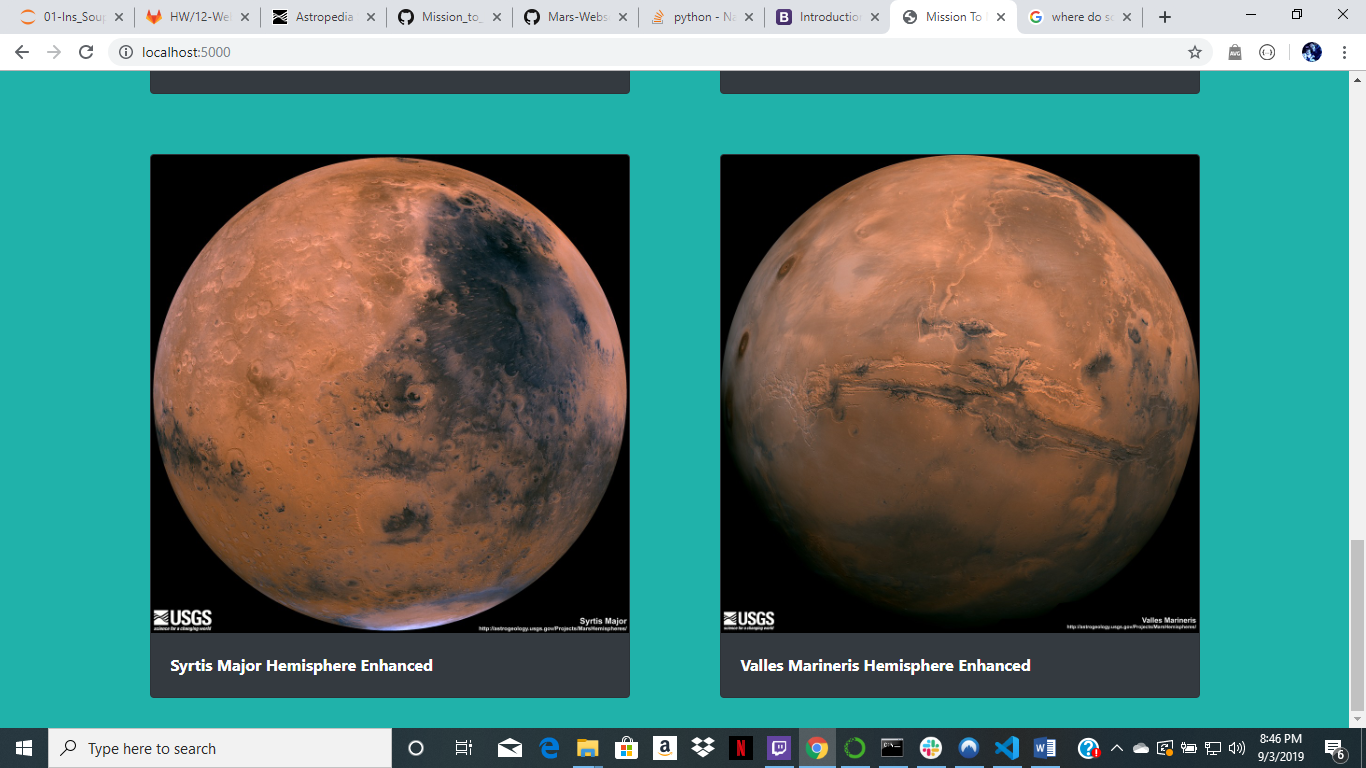 01-Ins_Soup
HW/12-Web
Astropedia
Mission_to_
Mars-Webs
python - Na
Introduction
Mission To
where do so
localhost:5000
AVG
USGS
science for a changing world
Syrtis Major
http://astrogeology.usgs.gov/Projects/MarsHemispheres/
USGS
science for a changing world
Valles Marineris
http://astrogeology.usgs.gov/Projects/MarsHemispheres/
Syrtis Major Hemisphere Enhanced
Valles Marineris Hemisphere Enhanced
Type here to search
8:46 PM
9/3/2019
6